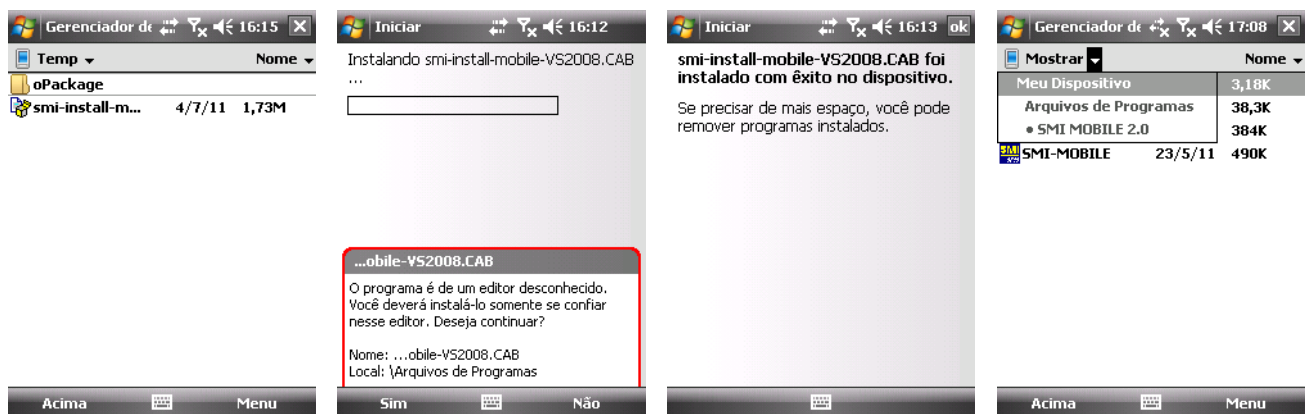 Gerenciador de 16:15
Temp Nome
oPackage
smi-install-m... 4/7/11 1,73M
Acima Menu
Iniciar 16:12
Instalando smi-install-mobile-VS2008.CAB
...
...obile-VS2008.CAB
O programa é de um editor desconhecido.
Você deverá instalá-lo somente se confiar
nesse editor. Deseja continuar?
Nome: ...obile-VS2008.CAB
Local: \Arquivos de Programas
Sim Não
Iniciar 16:13 ok
smi-install-mobile-VS2008.CAB foi
instalado com êxito no dispositivo.
Se precisar de mais espaço, você pode
remover programas instalados.
Gerenciador de 17:08
Mostrar Nome
Meu Dispositivo 3,18K
Arquivos de Programas 38,3K
• SMI MOBILE 2.0 384K
SMI-MOBILE 23/5/11 490K
Acima Menu